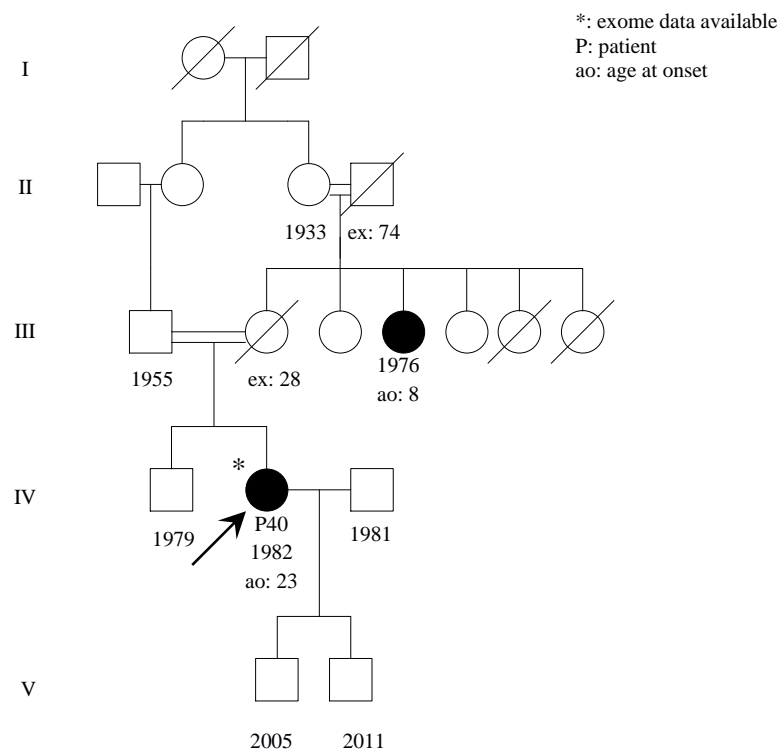 *: exome data available
P: patient
ao: age at onset
I
II
1933 ex: 74
III
1955
ex: 28
1976
ao: 8
*
IV
1979
P40
1982
ao: 23
1981
V
2005
2011